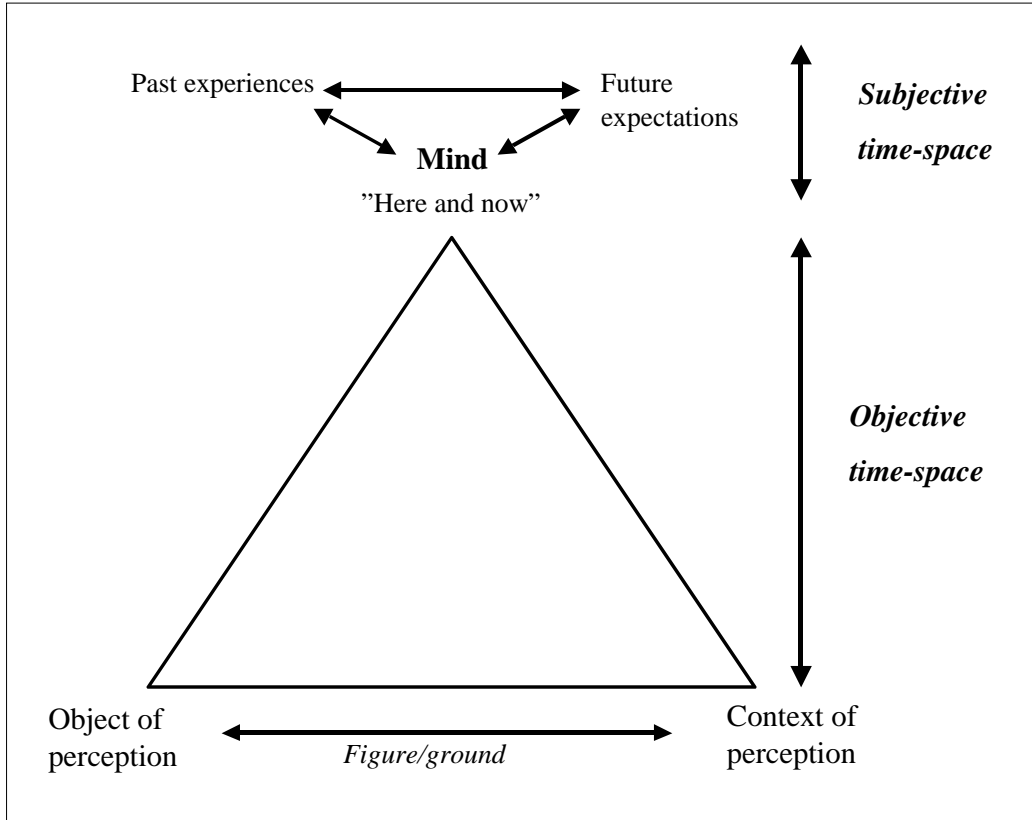 Past experiences
Future
expectations
Subjective
time-space
Mind
”Here and now”
Objective
time-space
Object of
perception
Figure/ground
Context of
perception